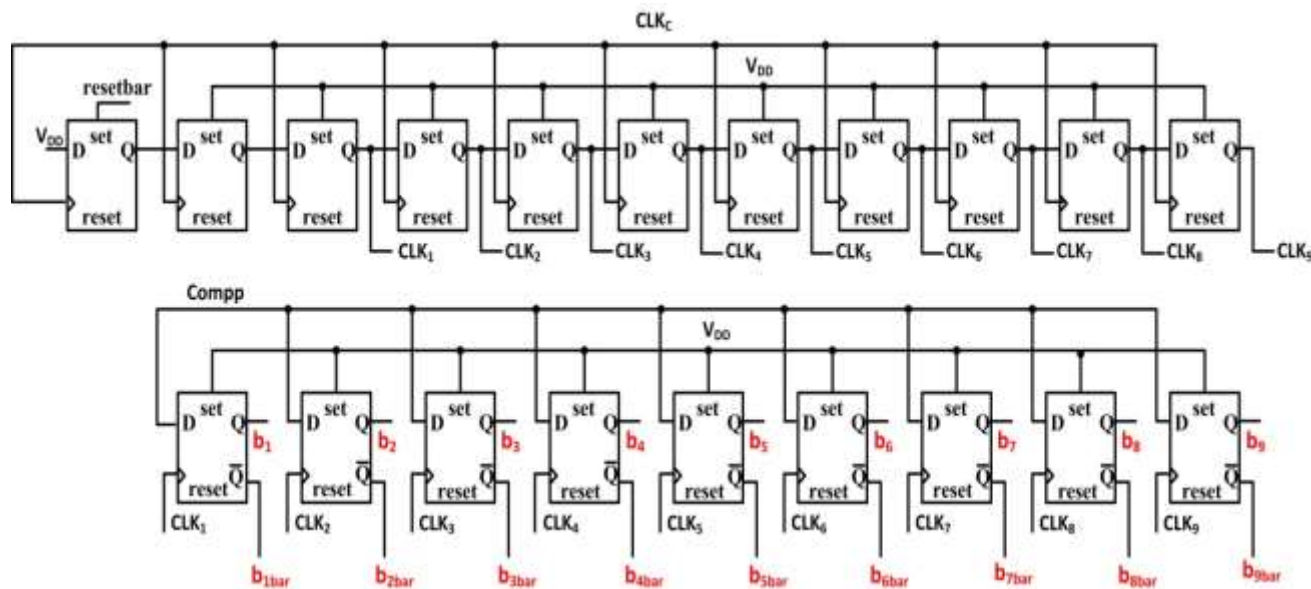 CLKC
VDD
resetbar
VDD
set set set set set set set set set set set
D Q D Q D Q D Q D Q D Q D Q D Q D Q D Q D Q
reset reset reset reset reset reset reset reset reset reset reset
CLK1 CLK2 CLK3 CLK4 CLK5 CLK6 CLK7 CLK8 CLK9
Compp
VDD
set set set set set set set set set
D Q D Q D Q D Q D Q D Q D Q D Q D Q
b1 b2 b3 b4 b5 b6 b7 b8 b9
Q̅ Q̅ Q̅ Q̅ Q̅ Q̅ Q̅ Q̅ Q̅
reset reset reset reset reset reset reset reset reset
CLK1 CLK2 CLK3 CLK4 CLK5 CLK6 CLK7 CLK8 CLK9
b1bar b2bar b3bar b4bar b5bar b6bar b7bar b8bar b9bar